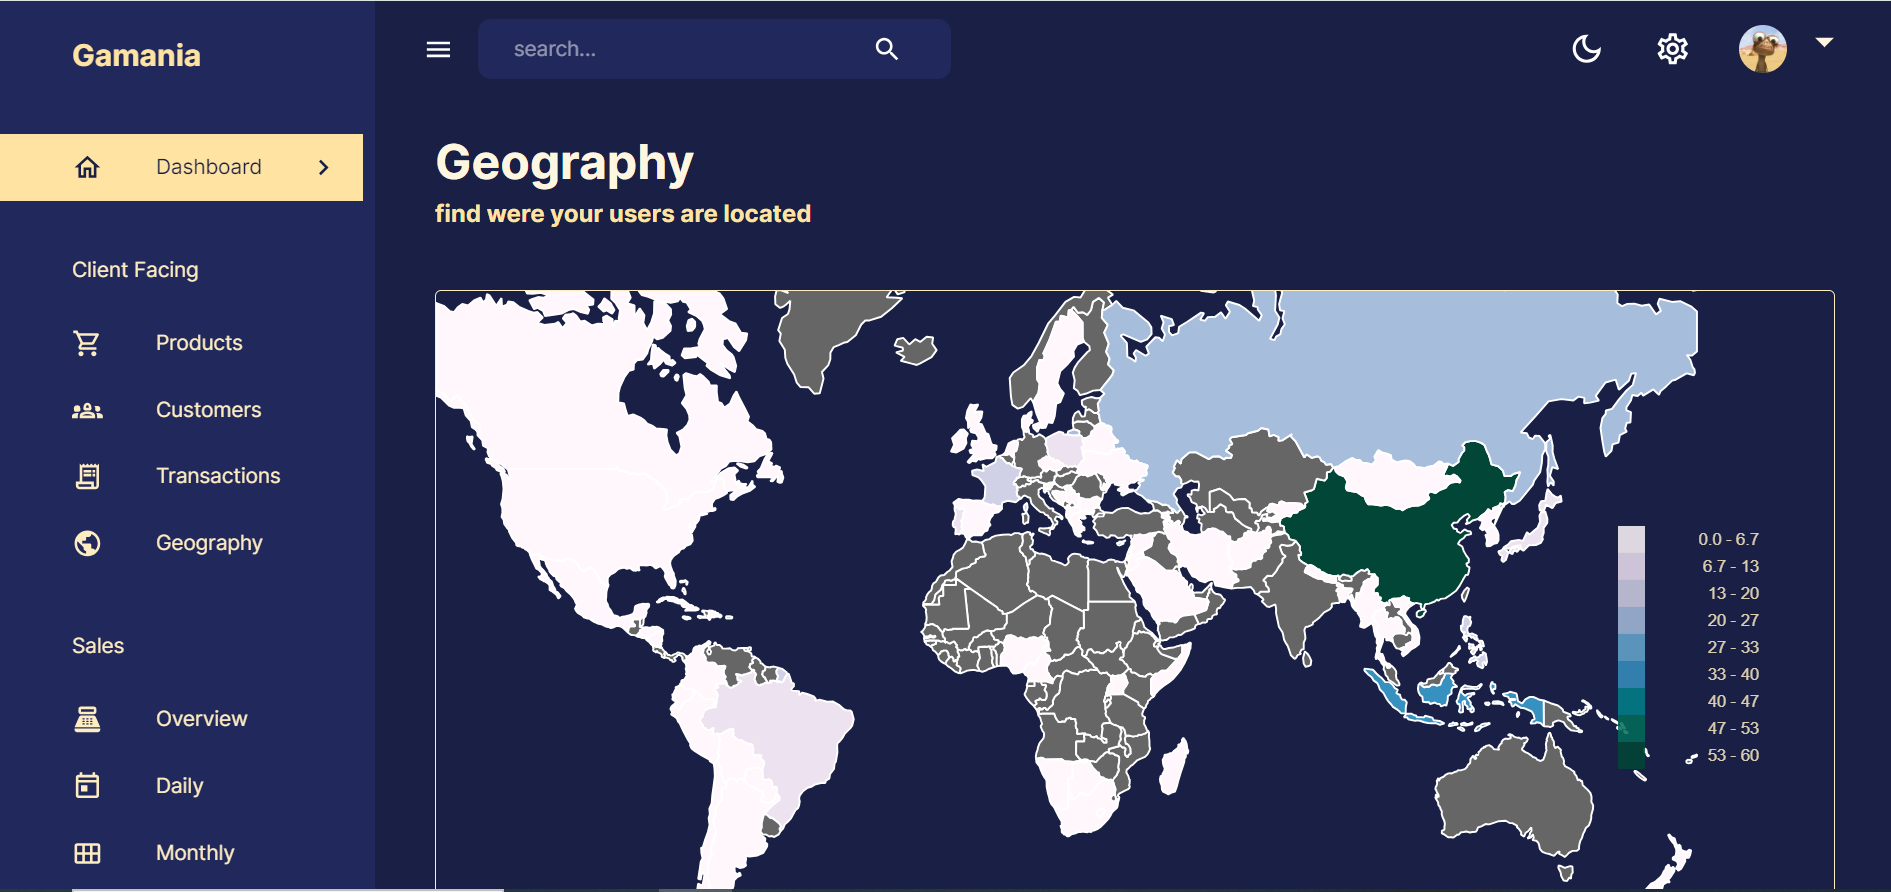 Gamania
search...
Dashboard
Geography
find were your users are located
Client Facing
Products
Customers
Transactions
Geography
Sales
Overview
Daily
Monthly
0.0 - 6.7
6.7 - 13
13 - 20
20 - 27
27 - 33
33 - 40
40 - 47
47 - 53
53 - 60